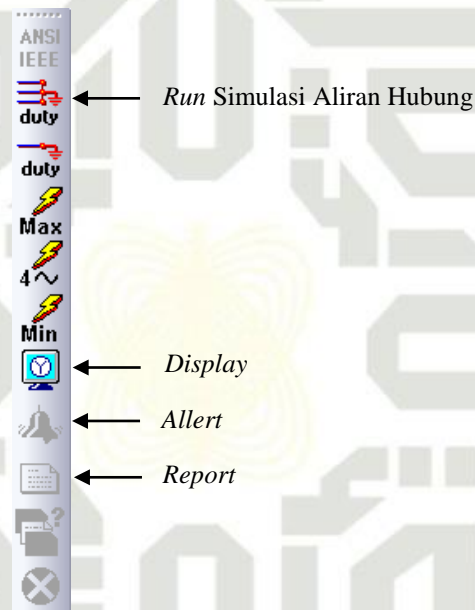 ANSI
IEEE
duty
Run Simulasi Aliran Hubung
duty
Max
4
Min
Display
Allert
Report
?